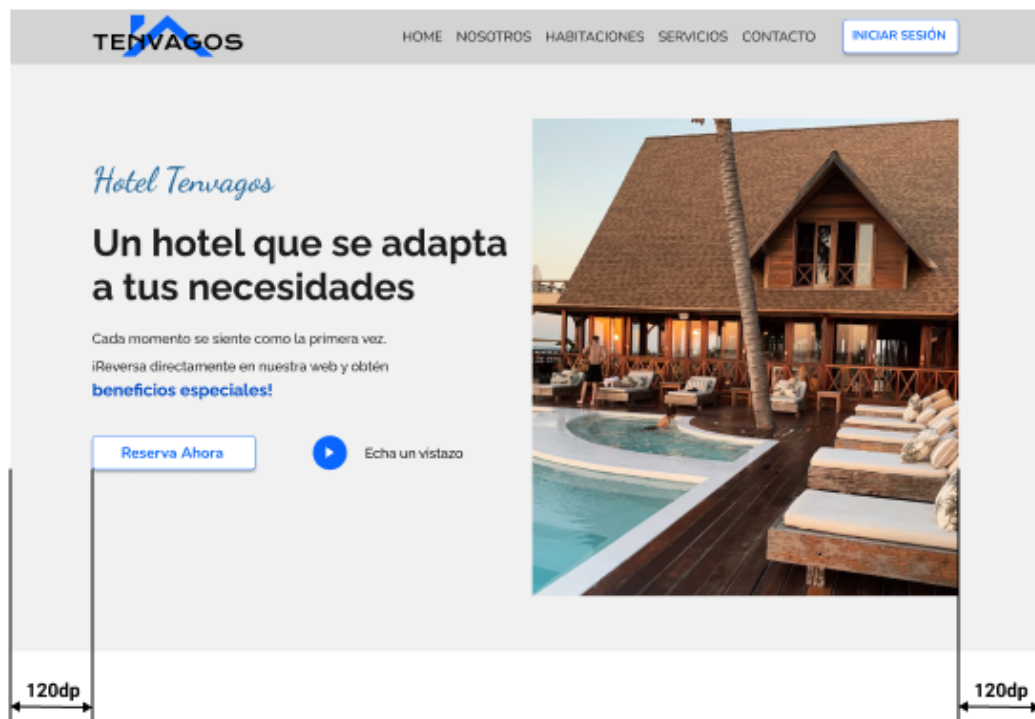 TENVAGOS
HOME NOSOTROS HABITACIONES SERVICIOS CONTACTO INICIAR SESIÓN
Hotel Tenvagos
Un hotel que se adapta
a tus necesidades
Cada momento se siente como la primera vez.
¡Reversa directamente en nuestra web y obtén
beneficios especiales!
Reserva Ahora Echa un vistazo
120dp 120dp